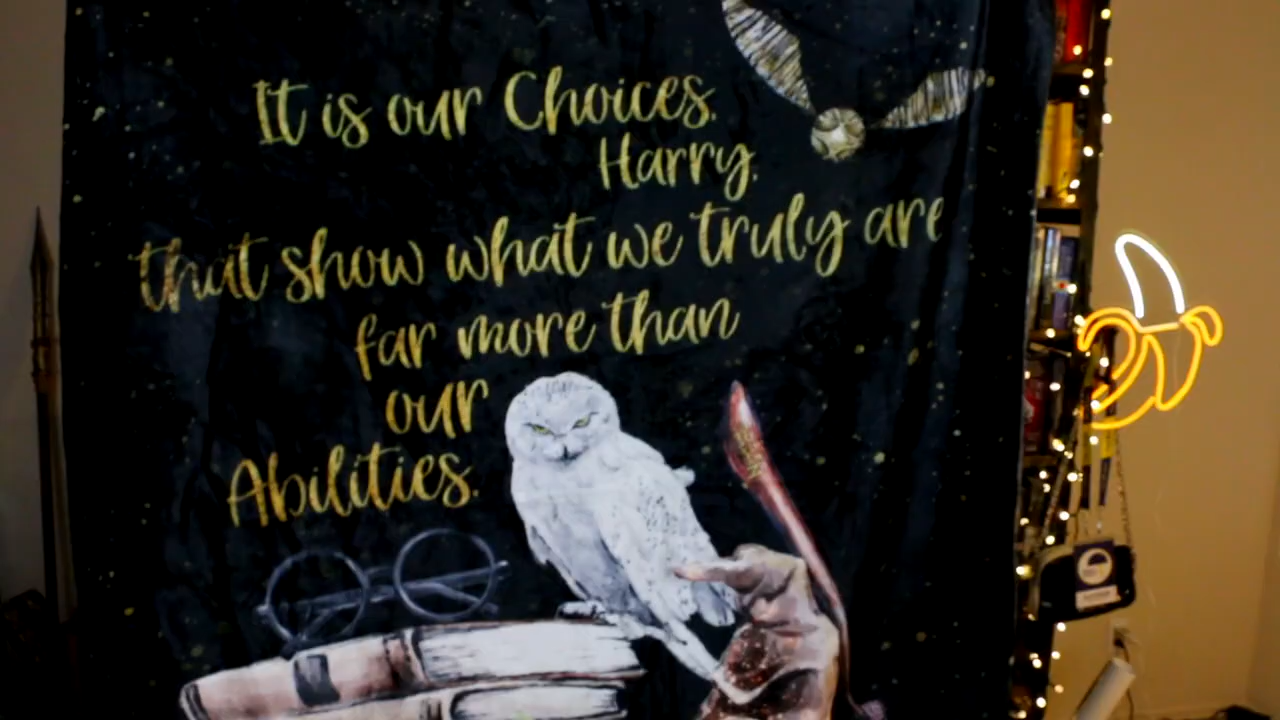 It is our Choices.
Harry.
that show what we truly are
far more than
our
Abilities.